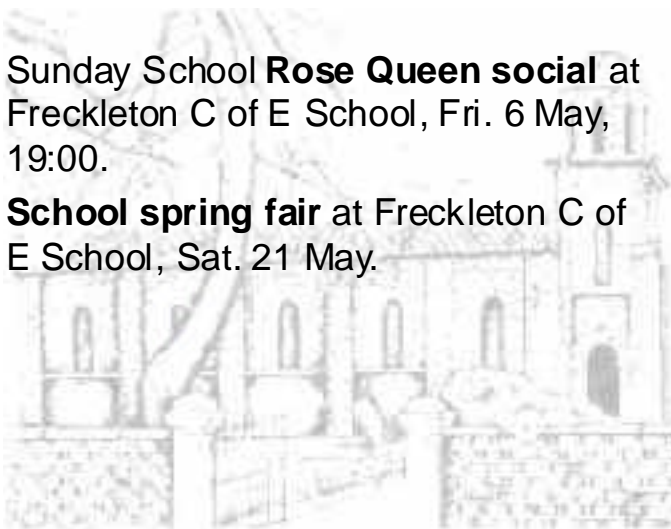 Sunday School Rose Queen social at
Freckleton C of E School, Fri. 6 May,
19:00.
School spring fair at Freckleton C of
E School, Sat. 21 May.